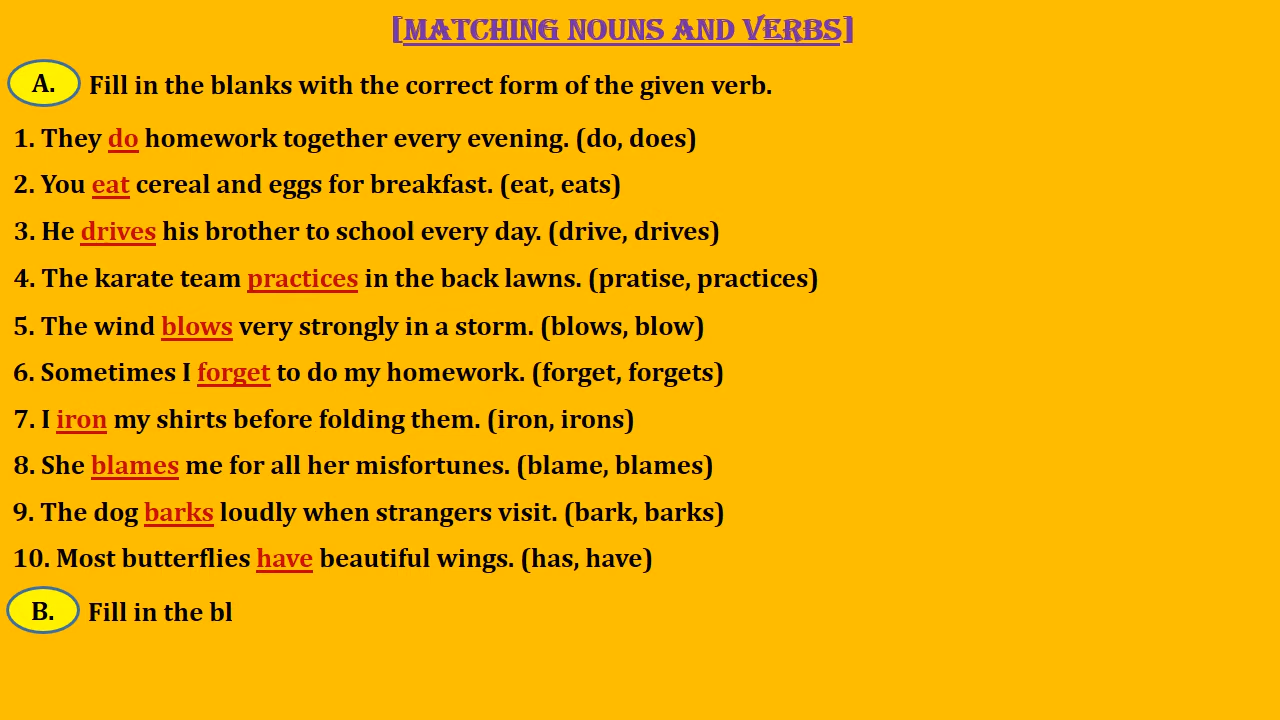 [MATCHING NOUNS AND VERBS]
A. Fill in the blanks with the correct form of the given verb.
1. They do homework together every evening. (do, does)
2. You eat cereal and eggs for breakfast. (eat, eats)
3. He drives his brother to school every day. (drive, drives)
4. The karate team practices in the back lawns. (pratise, practices)
5. The wind blows very strongly in a storm. (blows, blow)
6. Sometimes I forget to do my homework. (forget, forgets)
7. I iron my shirts before folding them. (iron, irons)
8. She blames me for all her misfortunes. (blame, blames)
9. The dog barks loudly when strangers visit. (bark, barks)
10. Most butterflies have beautiful wings. (has, have)
B. Fill in the bl